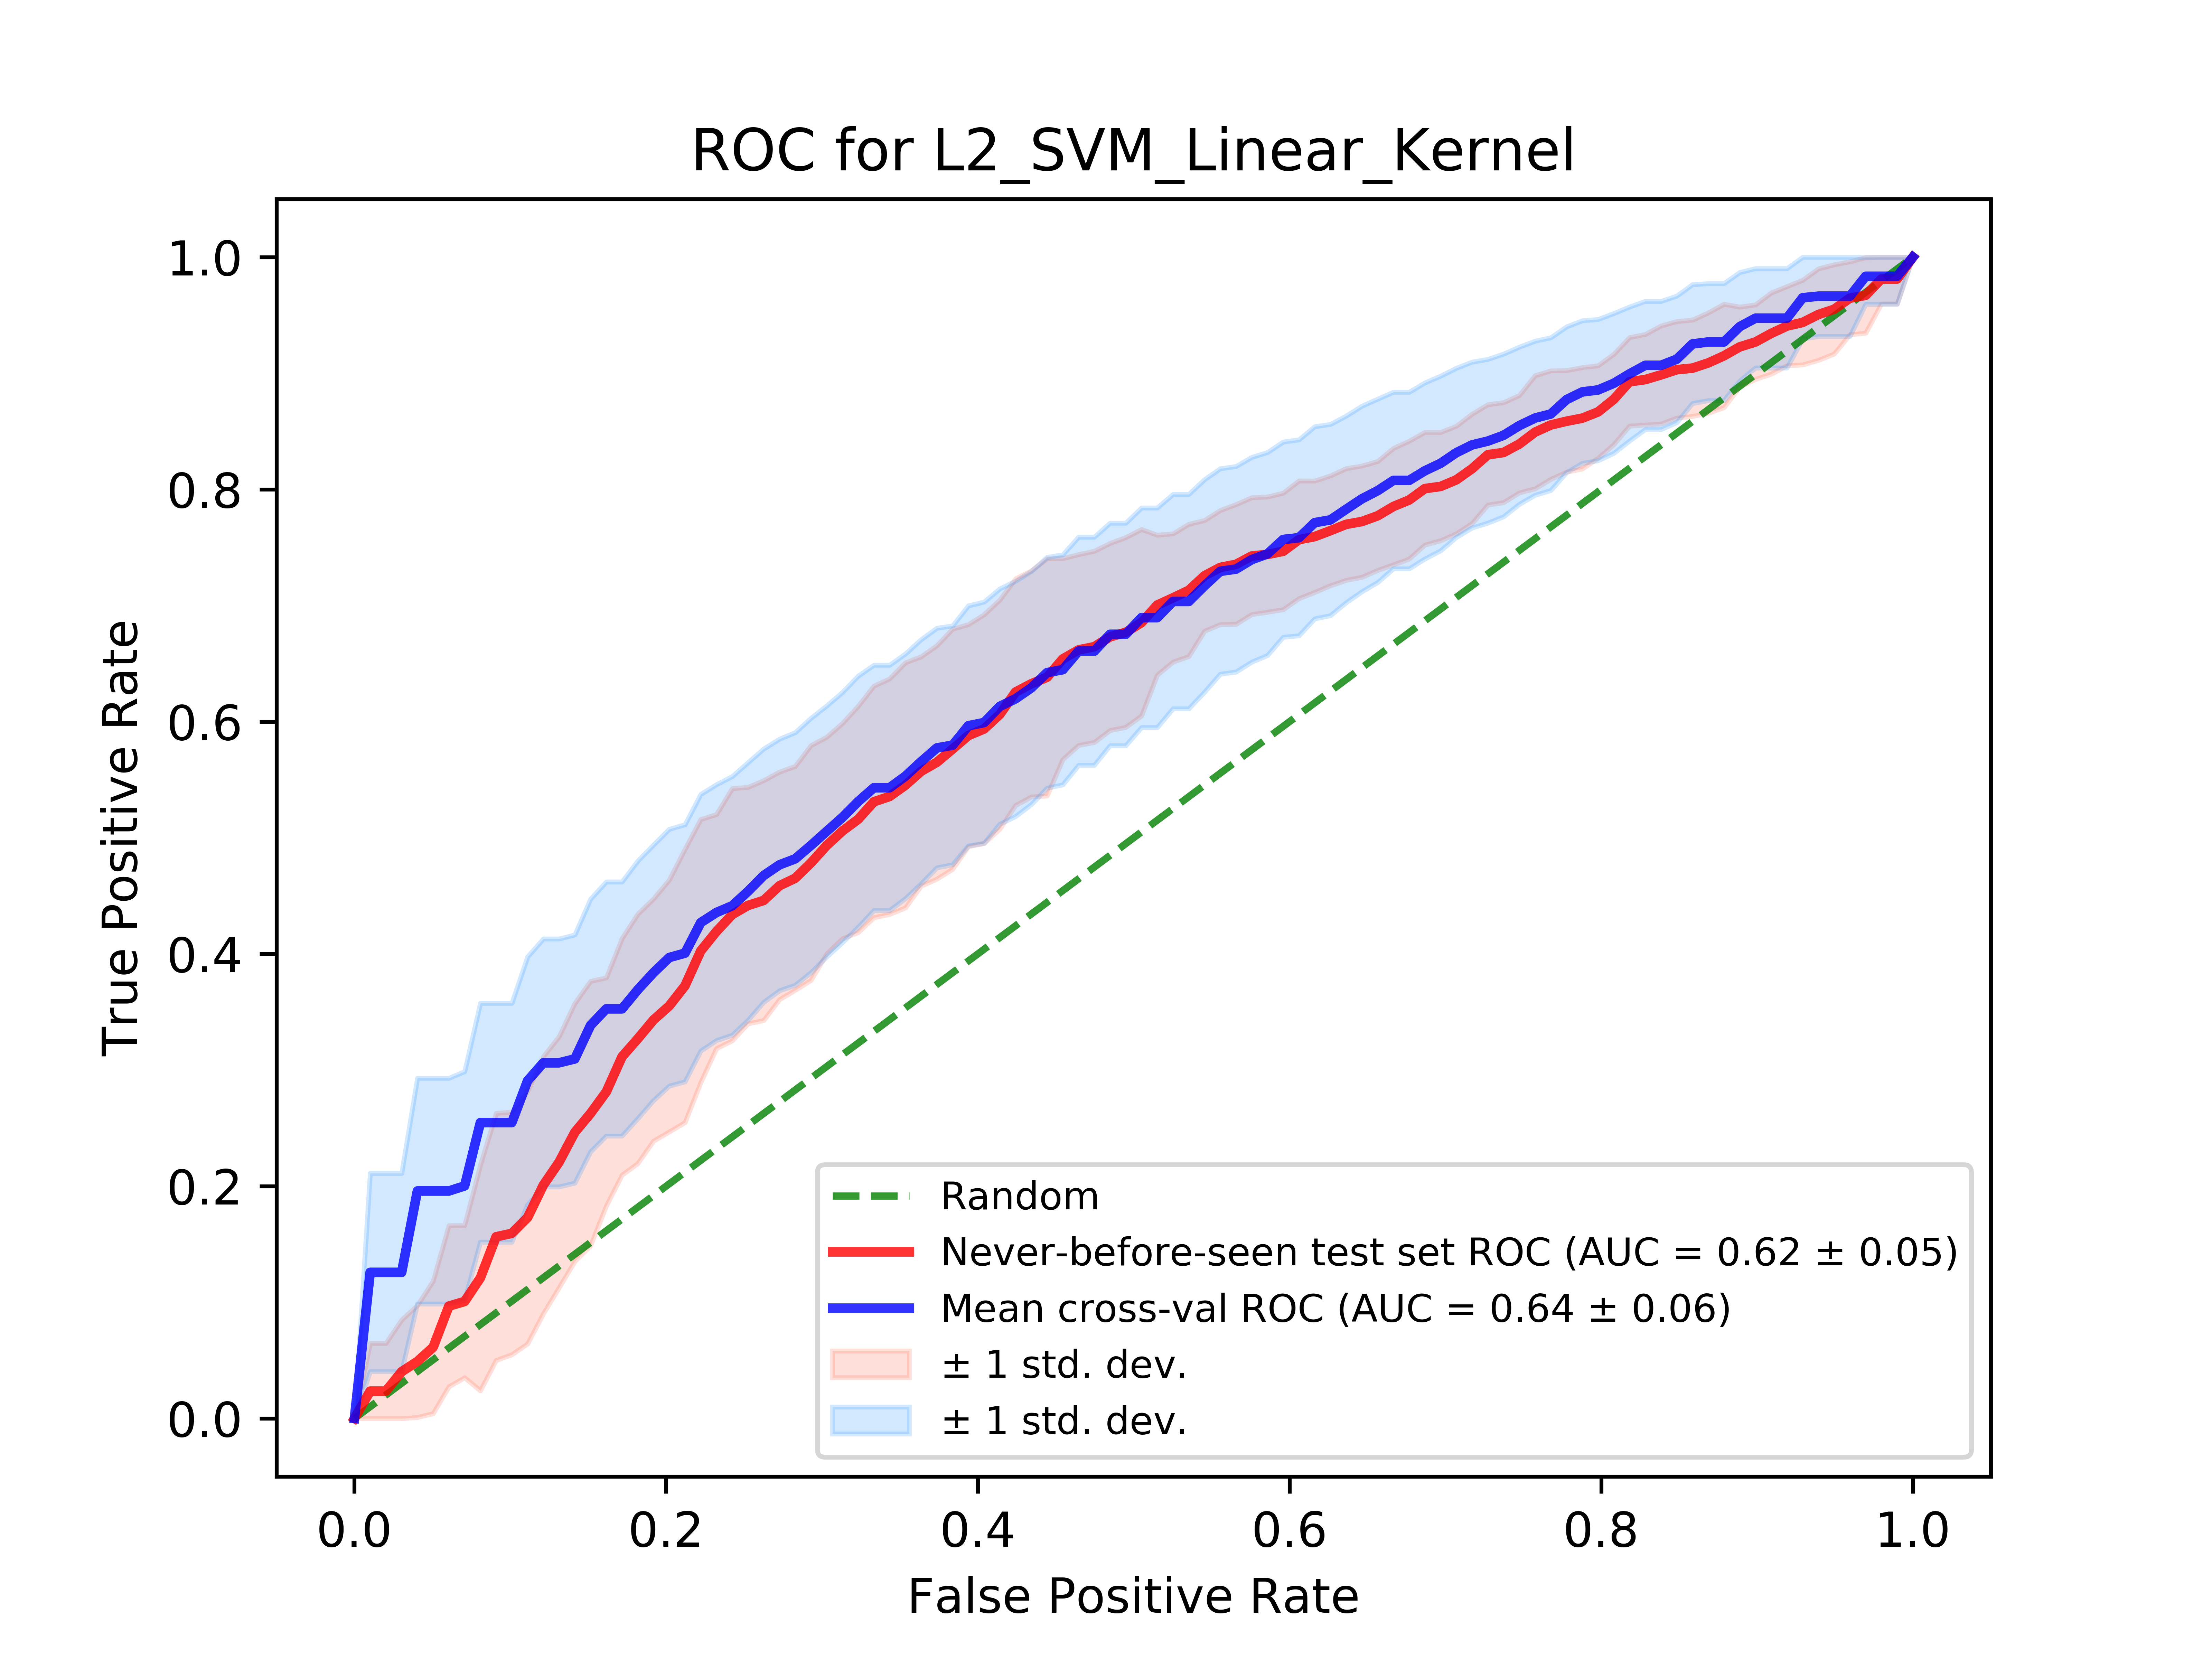 ROC for L2_SVM_Linear_Kernel
True Positive Rate
1.0
0.8
0.6
0.4
0.2
0.0
Random
Never-before-seen test set ROC (AUC = 0.62 ± 0.05)
Mean cross-val ROC (AUC = 0.64 ± 0.06)
± 1 std. dev.
± 1 std. dev.
0.0 0.2 0.4 0.6 0.8 1.0
False Positive Rate